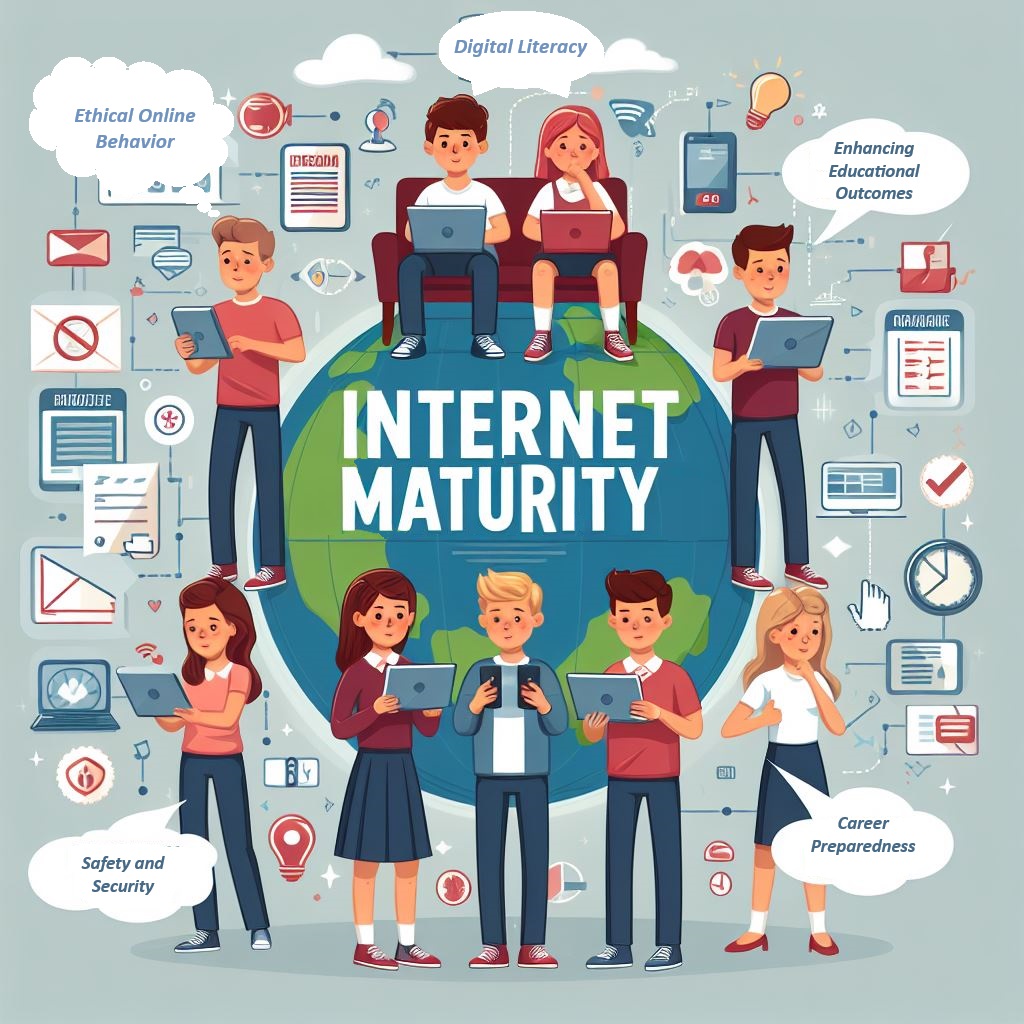 Digital Literacy
Ethical Online
Behavior
Enhancing
Educational
Outcomes
INTERNET
MATURITY
Safety and
Security
Career
Preparedness